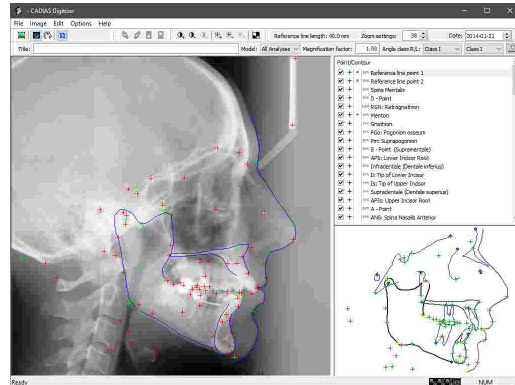 - CADIAS Digitizer
File Image Edit Options Help
Reference line length: 40.0 mm Zoom settings: 38 Date: 2014-01-31
Title: Model: All Analyses Magnification factor: 1.00 Angle class R/L: Class I Class I
Point/Contour
Reference line point 1
Reference line point 2
Spina Mentalis
D - Point
RGN: Retrognathion
Menton
Gnathion
PGo: Pogonion osseum
Pm: Suprapogonion
B - Point (Supramentale)
AP1i: Lower Incisor Root
Infradentale (Dentale inferius)
Ii: Tip of Lower Incisor
Is: Tip of Upper Incisor
Supradentale (Dentale superius)
AP1s: Upper Incisor Root
A - Point
ANS: Spina Nasalis Anterior
Ready NUM